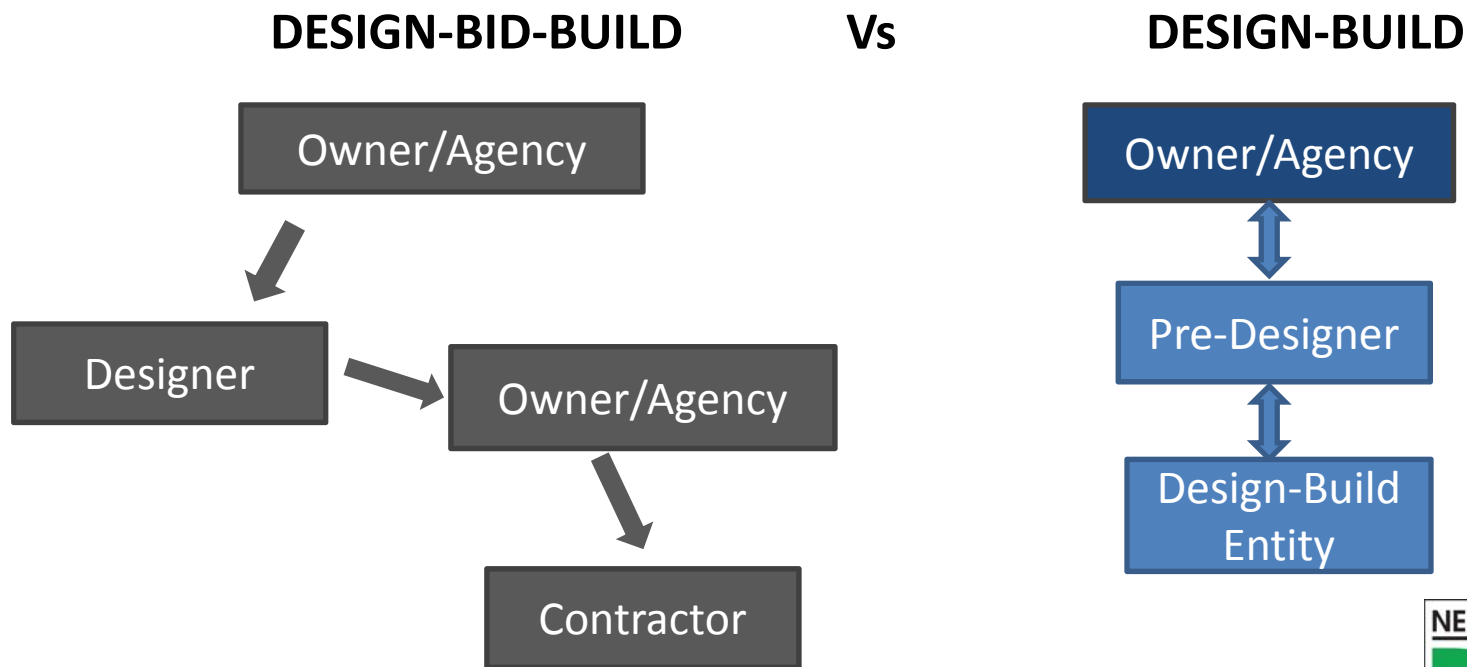 DESIGN-BID-BUILD Vs DESIGN-BUILD
Owner/Agency
Designer
Owner/Agency
Contractor
Owner/Agency
Pre-Designer
Design-Build
Entity
NE